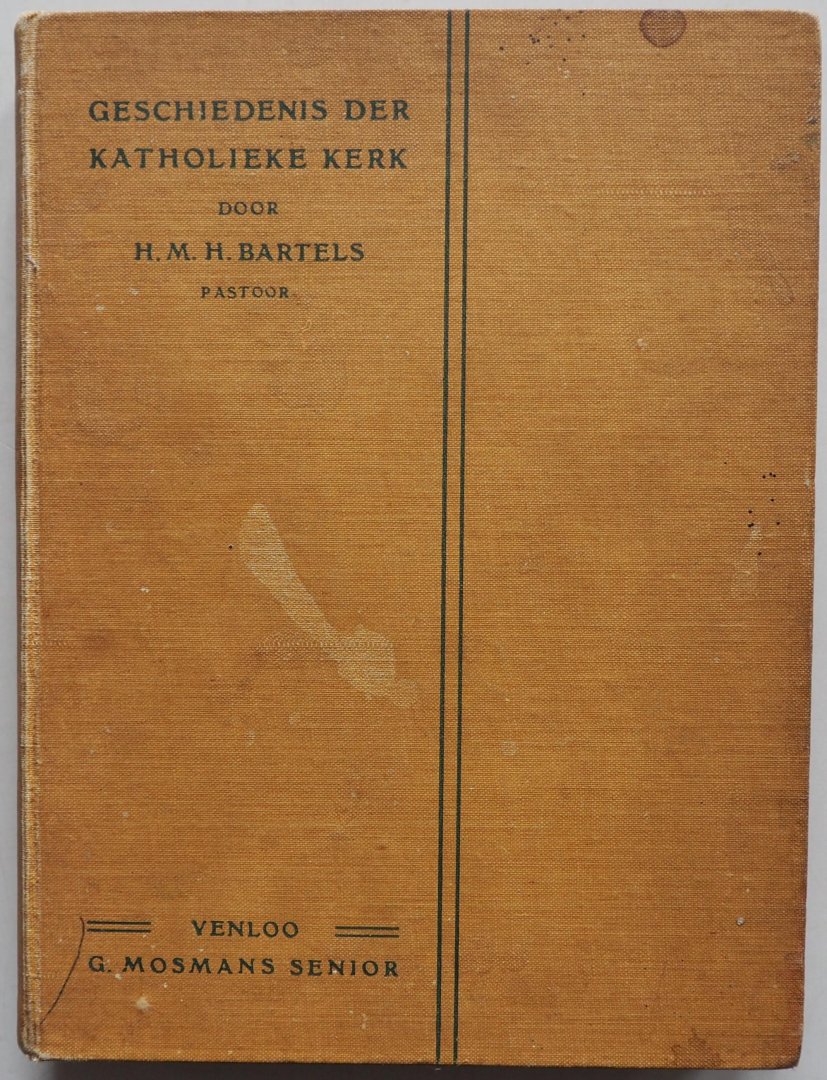 GESCHIEDENIS DER
KATHOLIEKE KERK
DOOR
H. M. H. BARTELS
PASTOOR
VENLOO
G. MOSMANS SENIOR